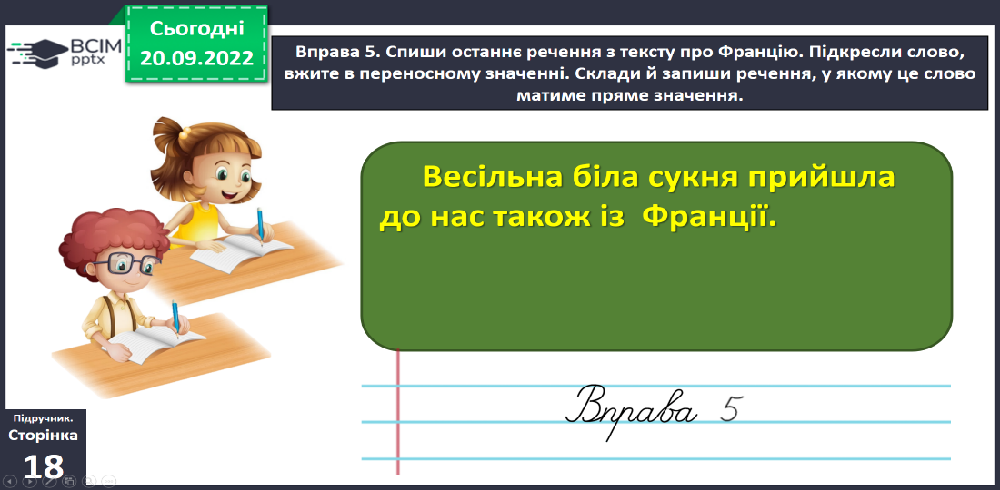 Сьогодні
20.09.2022
ВСІМ
pptx
Вправа 5. Спиши останнє речення з тексту про Францію. Підкресли слово,
вжите в переносному значенні. Склади й запиши речення, у якому це слово
матиме пряме значення.
Весільна біла сукня прийшла
до нас також із Франції.
Вправа 5
Підручник.
Сторінка
18